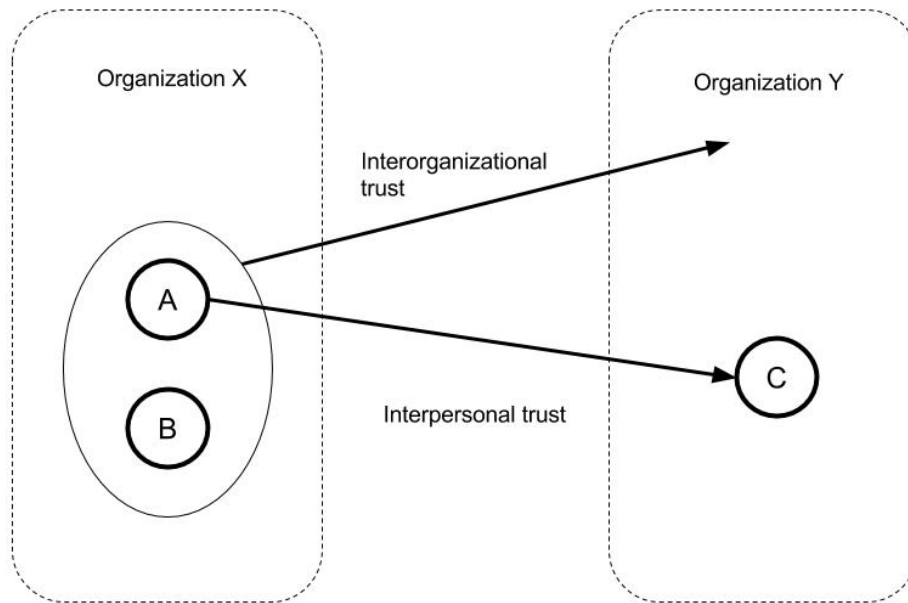 Organization X
Organization Y
Interorganizational
trust
A
C
B
Interpersonal trust